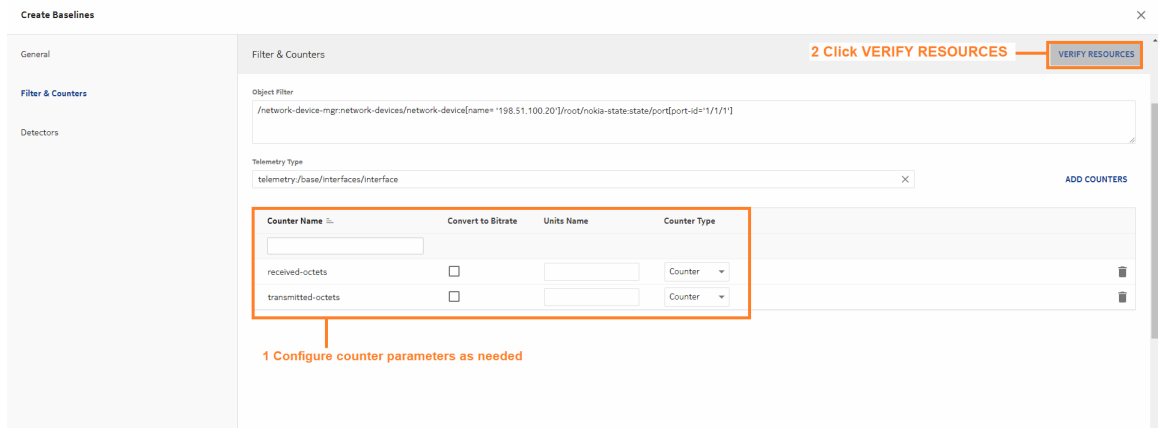 Create Baselines
General
Filter & Counters
Detectors
Filter & Counters
2 Click VERIFY RESOURCES
VERIFY RESOURCES
Object Filter
/network-device-mgr:network-devices/network-device[name= '198.51.100.20']/root/nokia-state:state/port[port-id='1/1/1']
Telemetry Type
telemetry:/base/interfaces/interface
ADD COUNTERS
Counter Name Convert to Bitrate Units Name Counter Type
received-octets Counter
transmitted-octets Counter
1 Configure counter parameters as needed